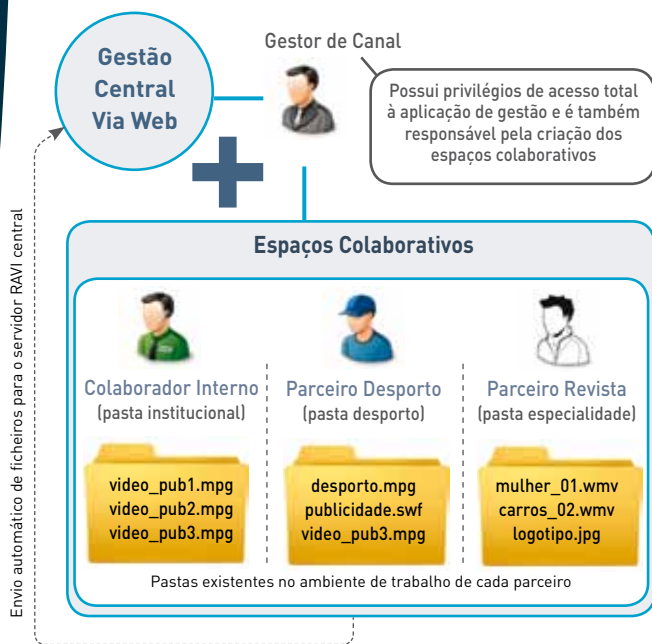 Gestão
Central
Via Web
Gestor de Canal
Possui privilégios de acesso total
à aplicação de gestão e é também
responsável pela criação dos
espaços colaborativos
Envio automático de ficheiros para o servidor RAVI central
Espaços Colaborativos
Colaborador Interno
(pasta institucional)
video_pub1.mpg
video_pub2.mpg
video_pub3.mpg
Parceiro Desporto
(pasta desporto)
desporto.mpg
publicidade.swf
video_pub3.mpg
Parceiro Revista
(pasta especialidade)
mulher_01.wmv
carros_02.wmv
logotipo.jpg
Pastas existentes no ambiente de trabalho de cada parceiro